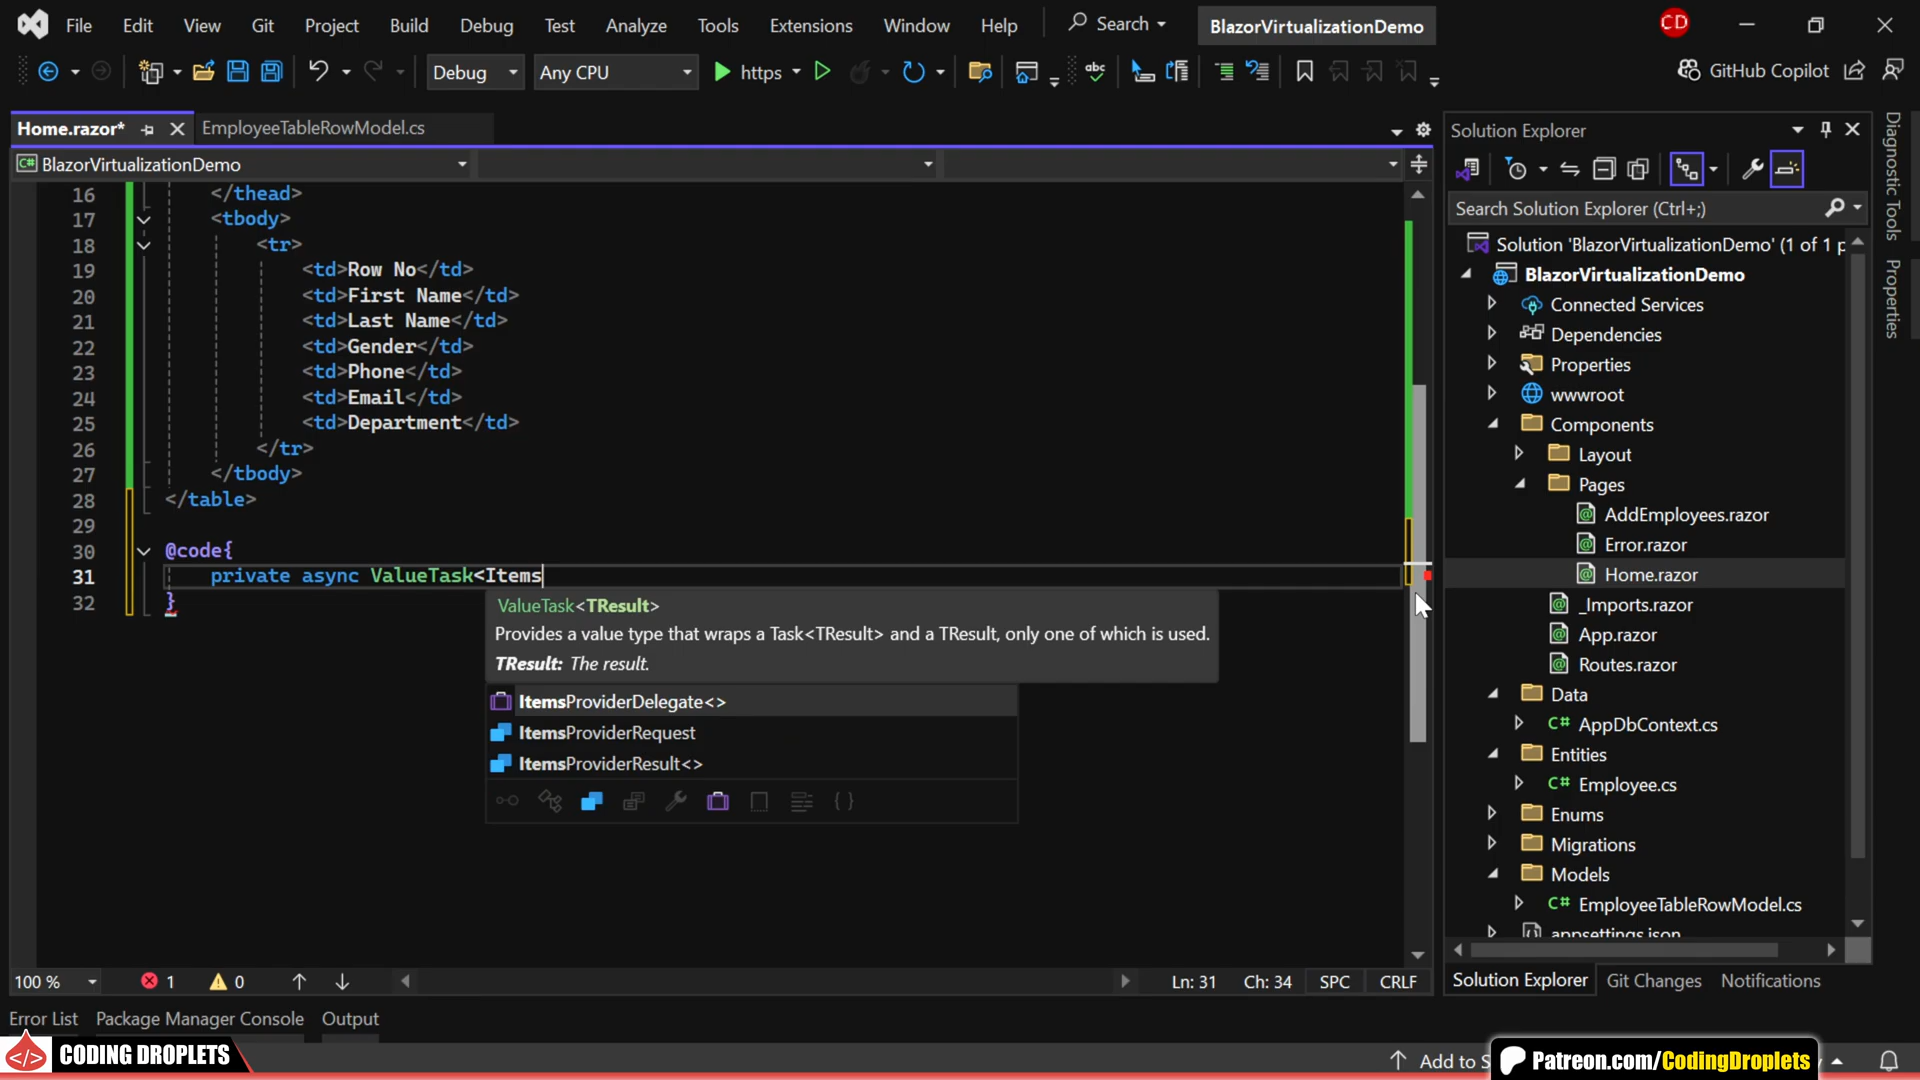 File Edit View Git Project Build Debug Test Analyze Tools Extensions Window Help Search BlazorVirtualizationDemo CD
Debug Any CPU https abc GitHub Copilot
Home.razor* EmployeeTableRowModel.cs
C# BlazorVirtualizationDemo
16 </thead>
17 <tbody>
18 <tr>
19 <td>Row No</td>
20 <td>First Name</td>
21 <td>Last Name</td>
22 <td>Gender</td>
23 <td>Phone</td>
24 <td>Email</td>
25 <td>Department</td>
26 </tr>
27 </tbody>
28 </table>
29
30 @code{
31 private async ValueTask<Items
32 }
ValueTask<TResult>
Provides a value type that wraps a Task<TResult> and a TResult, only one of which is used.
TResult: The result.
ItemsProviderDelegate<>
ItemsProviderRequest
ItemsProviderResult<>
100 % 1 0 Ln: 31 Ch: 34 SPC CRLF
Error List Package Manager Console Output
Solution Explorer
Search Solution Explorer (Ctrl+;)
Solution 'BlazorVirtualizationDemo' (1 of 1 p
BlazorVirtualizationDemo
Connected Services
Dependencies
Properties
wwwroot
Components
Layout
Pages
AddEmployees.razor
Error.razor
Home.razor
_Imports.razor
App.razor
Routes.razor
Data
C# AppDbContext.cs
Entities
C# Employee.cs
Enums
Migrations
Models
C# EmployeeTableRowModel.cs
appsettings.json
Solution Explorer Git Changes Notifications
Diagnostic Tools
Properties
</> CODING DROPLETS
Add to S
Patreon.com/CodingDroplets